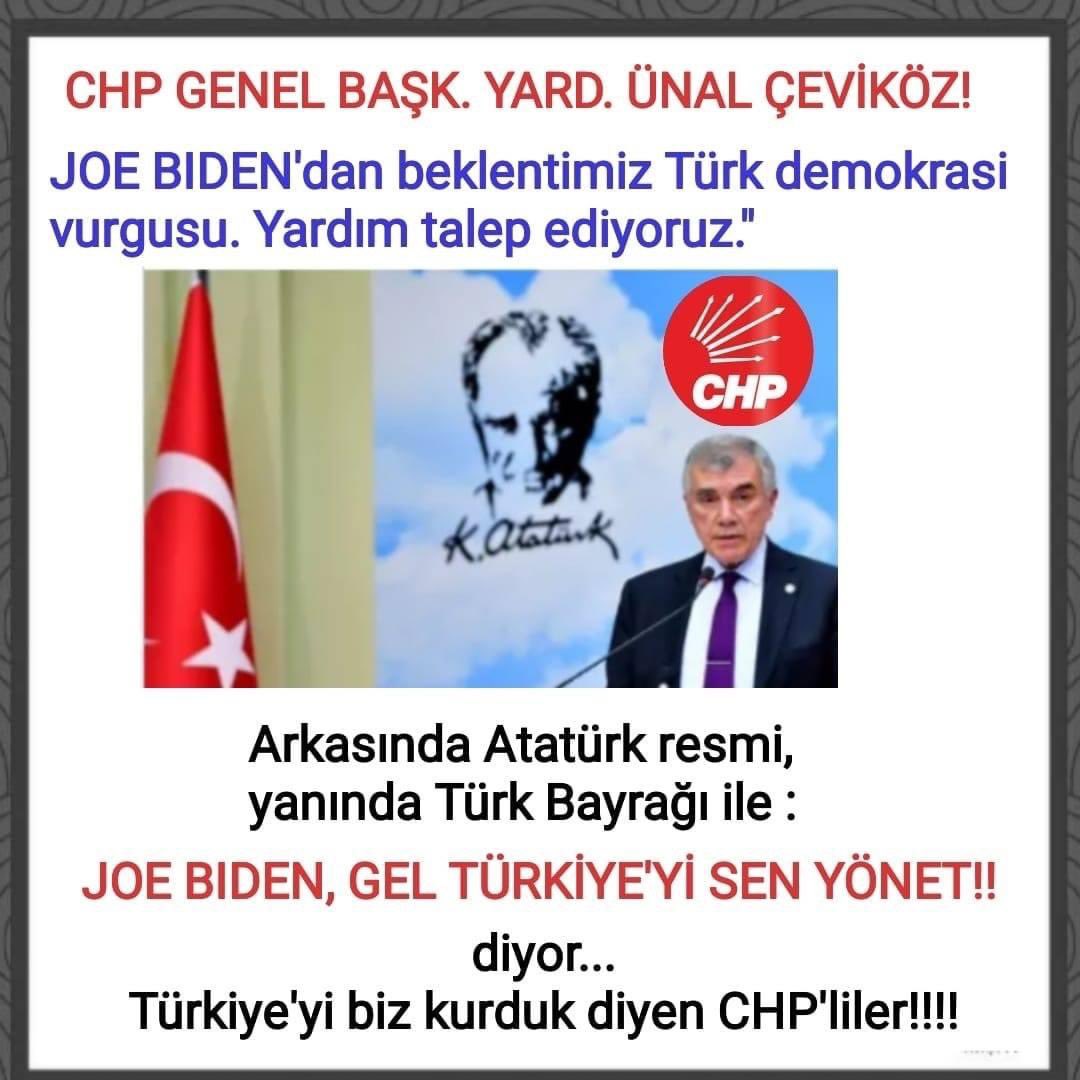 CHP GENEL BAŞK. YARD. ÜNAL ÇEVİKÖZ!
JOE BIDEN'dan beklentimiz Türk demokrasi
vurgusu. Yardım talep ediyoruz."
CHP
K. Atatürk
Arkasında Atatürk resmi,
yanında Türk Bayrağı ile :
JOE BIDEN, GEL TÜRKİYE'Yİ SEN YÖNET!!
diyor...
Türkiye'yi biz kurduk diyen CHP'liler!!!!